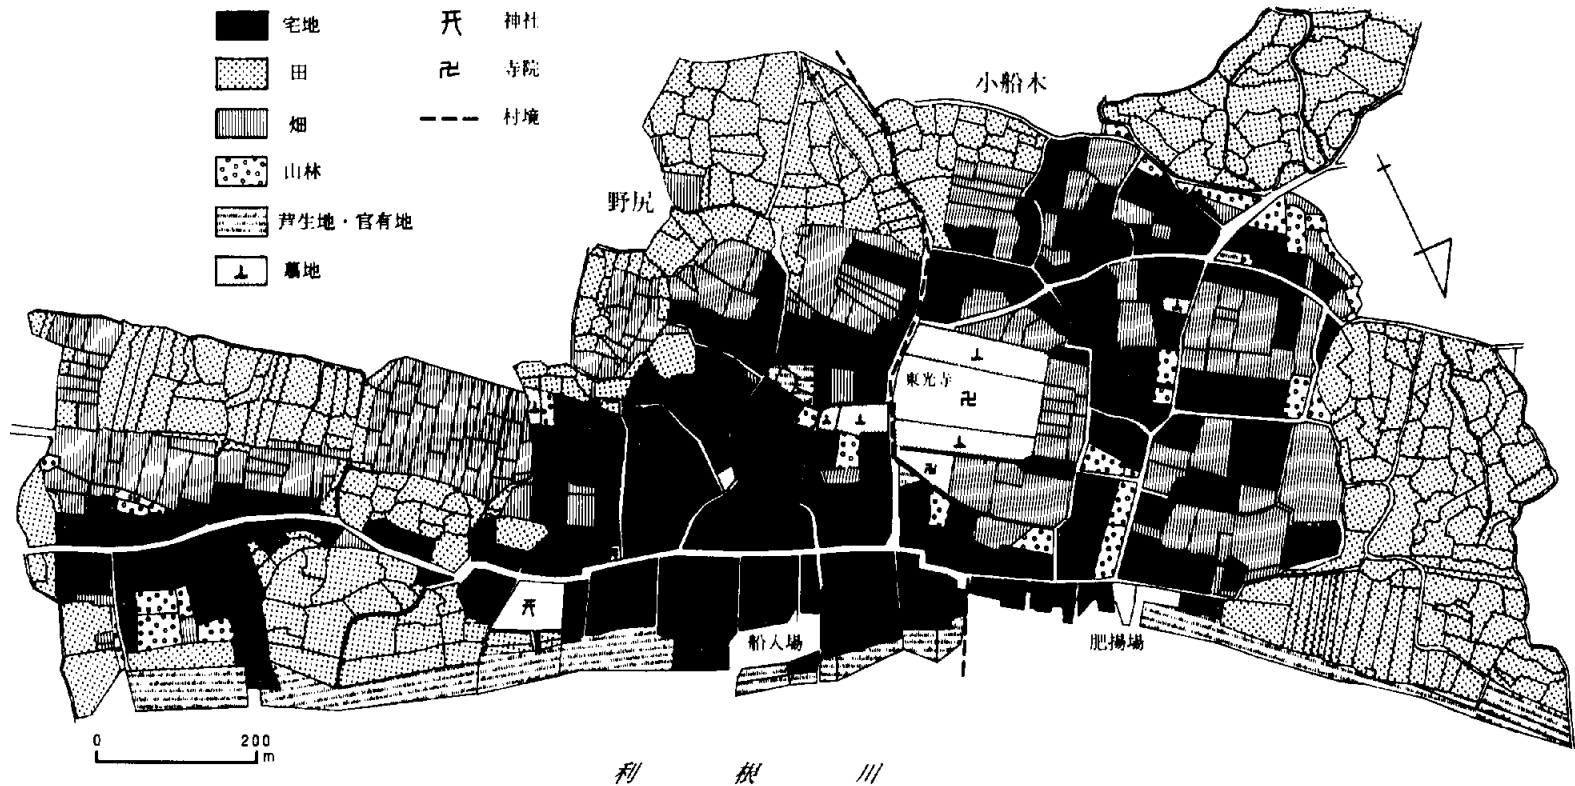 宅地
田
畑
山林
芦生地・官有地
墓地
神社
寺院
村境
小船木
野尻
東光寺
船入場
肥揚場
0 200 m
利根川